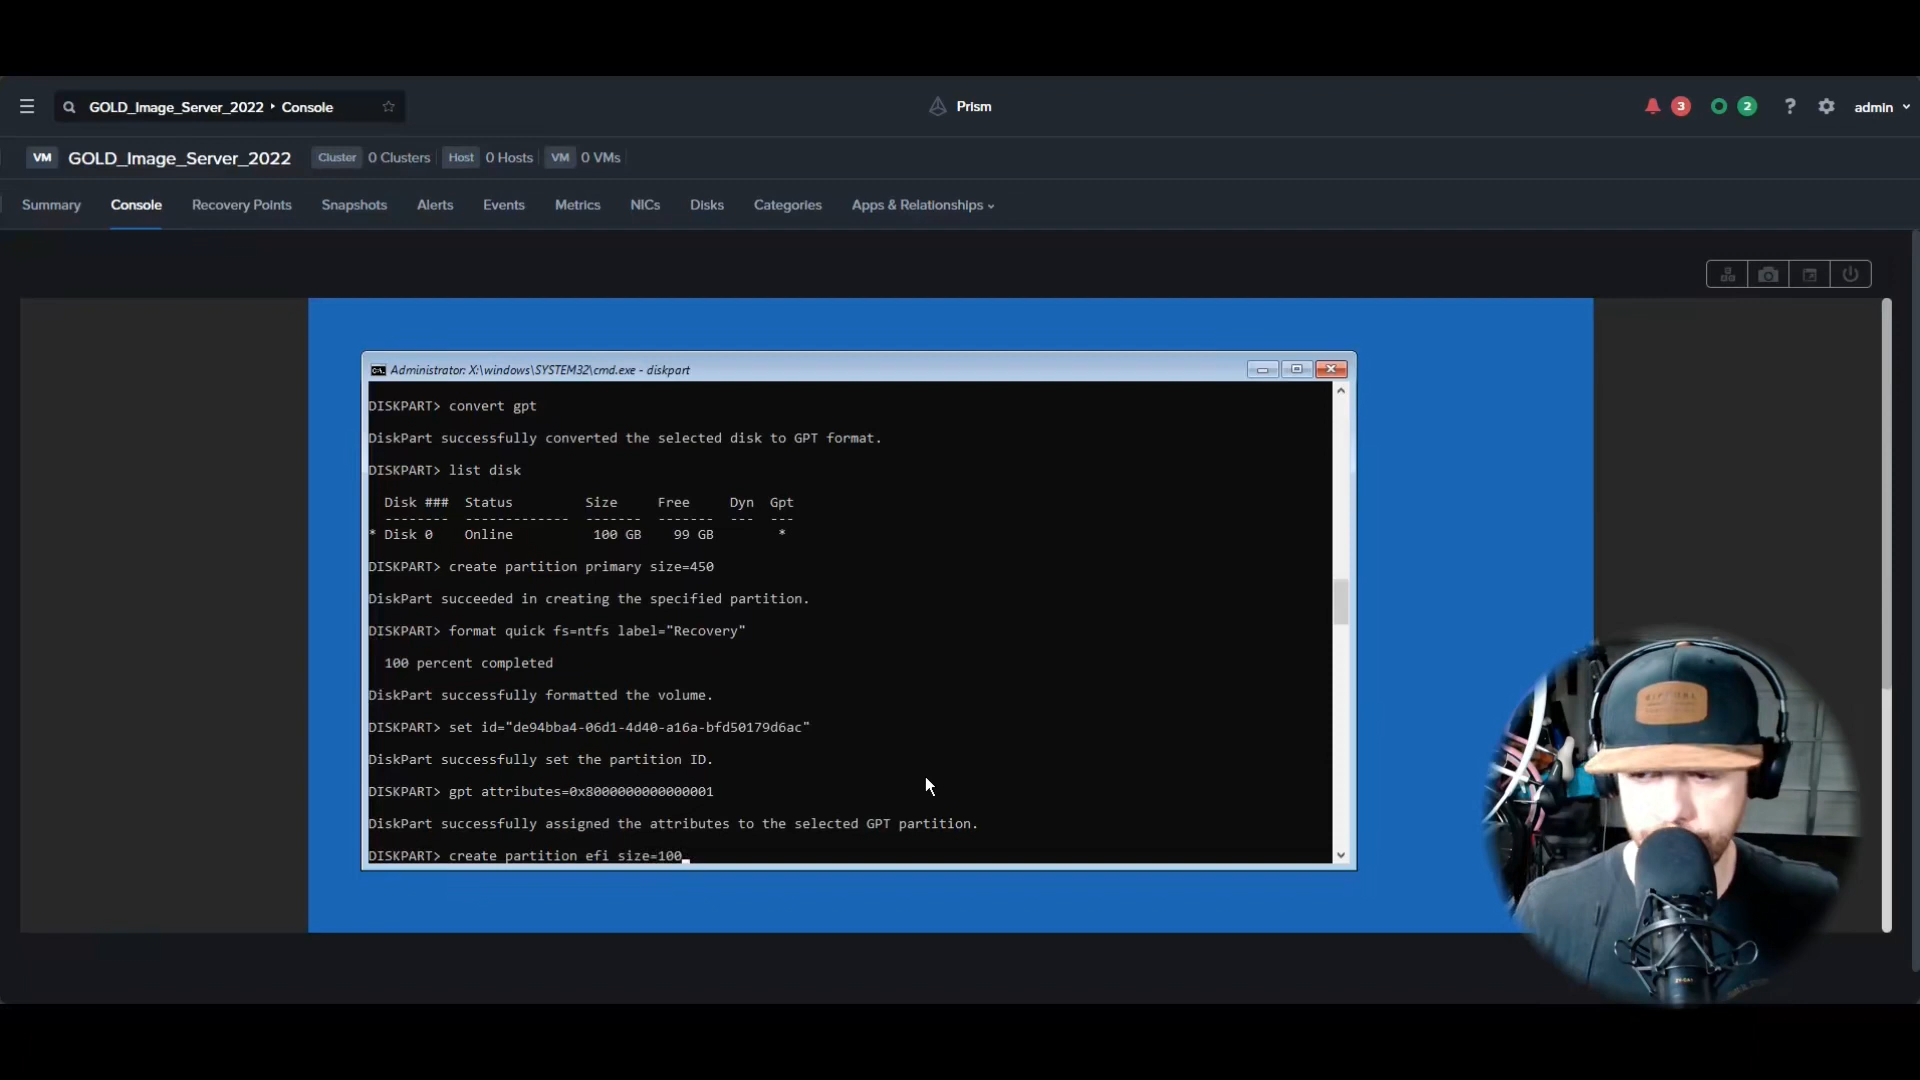 GOLD_Image_Server_2022 ‣ Console
Prism
3
2
?
admin
VM GOLD_Image_Server_2022 Cluster 0 Clusters Host 0 Hosts VM 0 VMs
Summary Console Recovery Points Snapshots Alerts Events Metrics NICs Disks Categories Apps & Relationships
Administrator: X:\windows\SYSTEM32\cmd.exe - diskpart
DISKPART> convert gpt
DiskPart successfully converted the selected disk to GPT format.
DISKPART> list disk
Disk ### Status Size Free Dyn Gpt
-------- ------------- ------- ------- --- ---
* Disk 0 Online 100 GB 99 GB *
DISKPART> create partition primary size=450
DiskPart succeeded in creating the specified partition.
DISKPART> format quick fs=ntfs label="Recovery"
100 percent completed
DiskPart successfully formatted the volume.
DISKPART> set id="de94bba4-06d1-4d40-a16a-bfd50179d6ac"
DiskPart successfully set the partition ID.
DISKPART> gpt attributes=0x8000000000000001
DiskPart successfully assigned the attributes to the selected GPT partition.
DISKPART> create partition efi size=100_